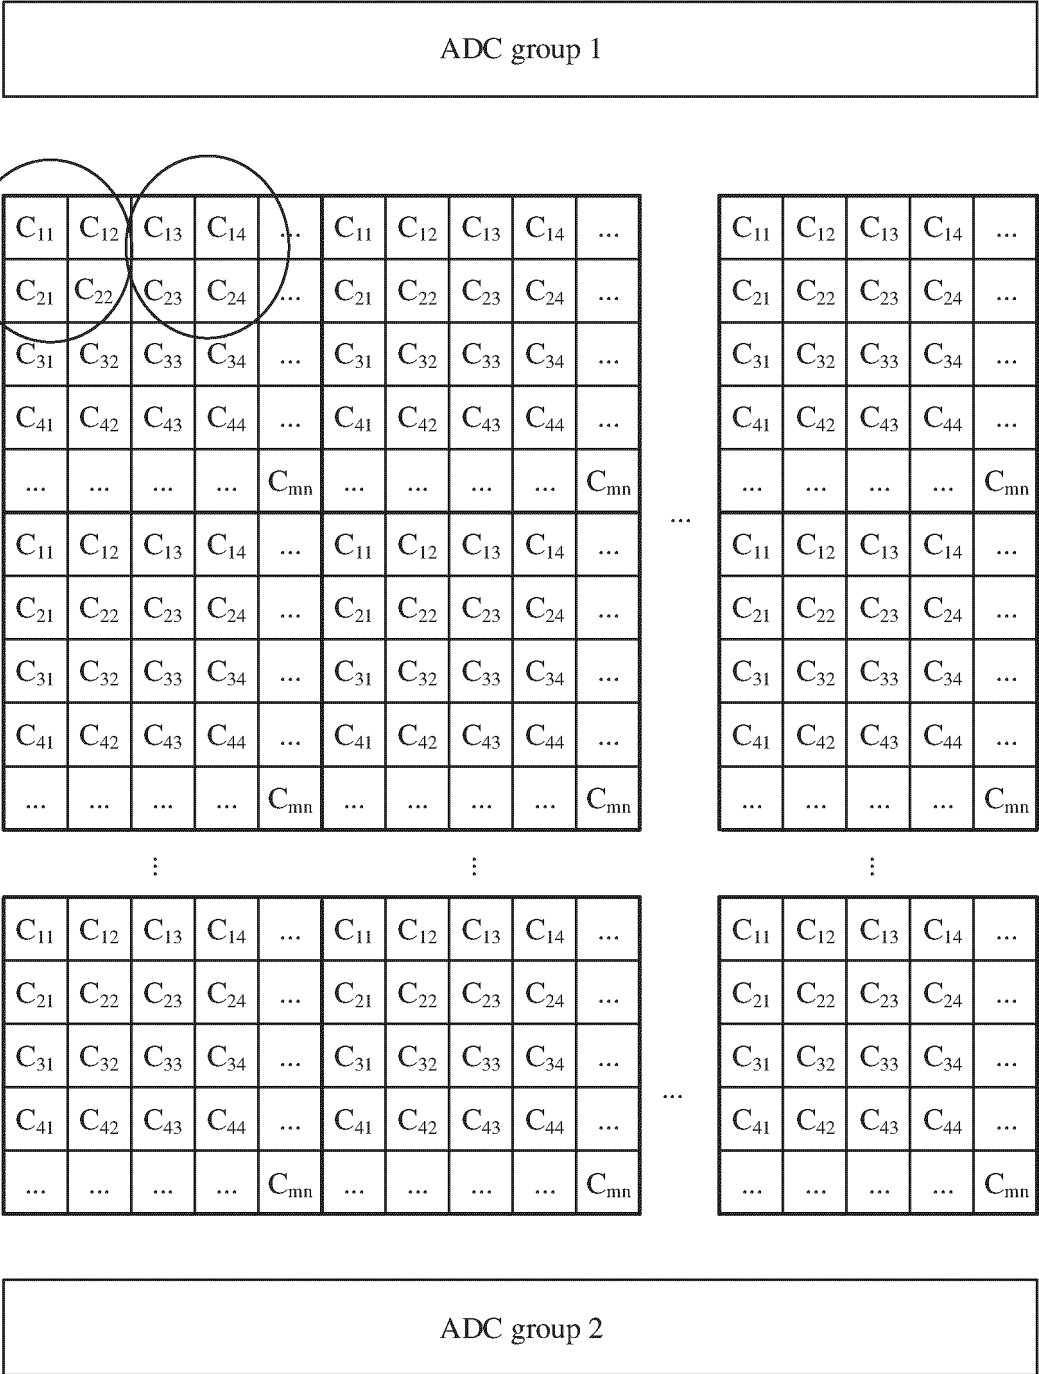 ADC group 1
C11 C12 C13 C14 ... C11 C12 C13 C14 ... C11 C12 C13 C14 ...
C21 C22 C23 C24 ... C21 C22 C23 C24 ... C21 C22 C23 C24 ...
C31 C32 C33 C34 ... C31 C32 C33 C34 ... C31 C32 C33 C34 ...
C41 C42 C43 C44 ... C41 C42 C43 C44 ... C41 C42 C43 C44 ...
... ... ... ... Cmn ... ... ... ... Cmn ... ... ... ... Cmn
...
C11 C12 C13 C14 ... C11 C12 C13 C14 ... C11 C12 C13 C14 ...
C21 C22 C23 C24 ... C21 C22 C23 C24 ... C21 C22 C23 C24 ...
C31 C32 C33 C34 ... C31 C32 C33 C34 ... C31 C32 C33 C34 ...
C41 C42 C43 C44 ... C41 C42 C43 C44 ... C41 C42 C43 C44 ...
... ... ... ... Cmn ... ... ... ... Cmn ... ... ... ... Cmn
⋮ ⋮ ⋮
C11 C12 C13 C14 ... C11 C12 C13 C14 ... C11 C12 C13 C14 ...
C21 C22 C23 C24 ... C21 C22 C23 C24 ... C21 C22 C23 C24 ...
C31 C32 C33 C34 ... C31 C32 C33 C34 ... C31 C32 C33 C34 ...
...
C41 C42 C43 C44 ... C41 C42 C43 C44 ... C41 C42 C43 C44 ...
... ... ... ... Cmn ... ... ... ... Cmn ... ... ... ... Cmn
ADC group 2